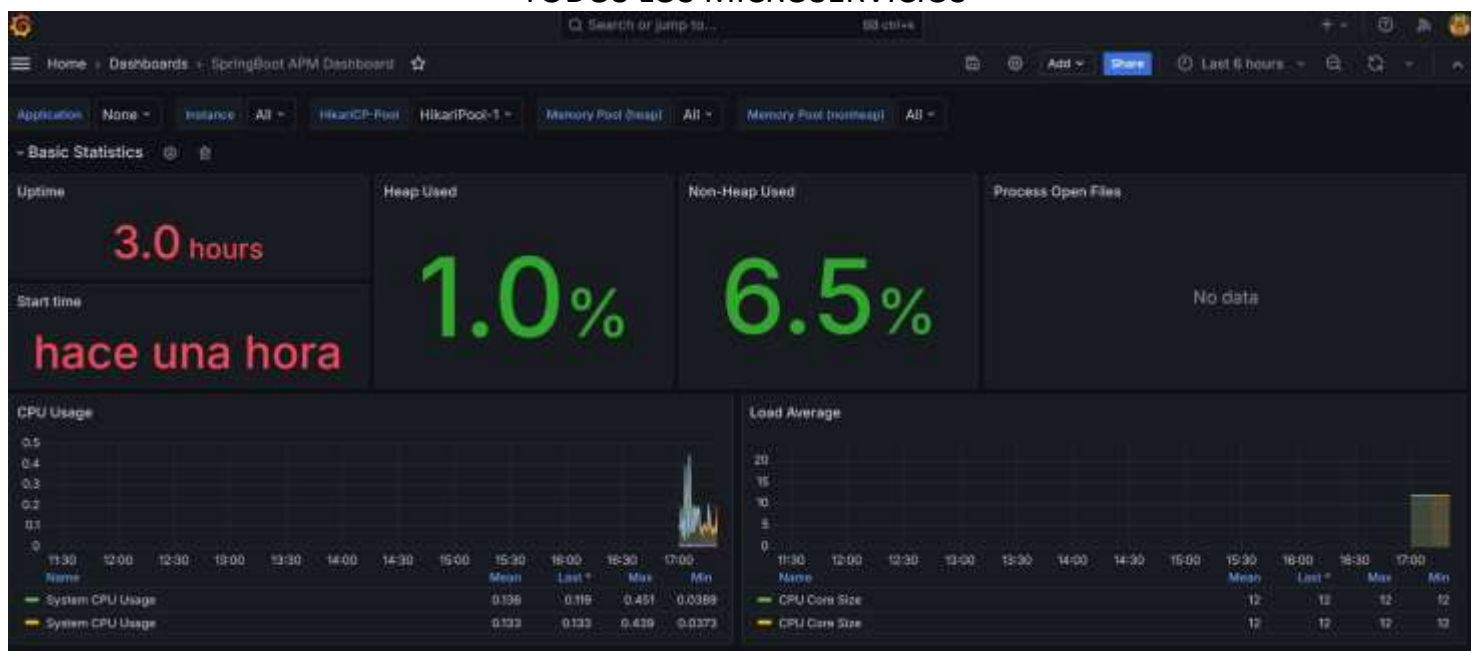 TODOS LOS MICROSERVICIOS
Search or jump to... ctrl+k
Home Dashboards SpringBoot APM Dashboard Add Share Last 6 hours
Application None Instance All HikariCP-Pool HikariPool-1 Memory Pool (heap) All Memory Pool (nonheap) All
Basic Statistics
Uptime
3.0 hours
Start time
hace una hora
Heap Used
1.0%
Non-Heap Used
6.5%
Process Open Files
No data
CPU Usage
0.5
0.4
0.3
0.2
0.1
0
11:30 12:00 12:30 13:00 13:30 14:00 14:30 15:00 15:30 16:00 16:30 17:00
Name Mean Last * Max Min
System CPU Usage 0.136 0.119 0.451 0.0389
System CPU Usage 0.133 0.133 0.439 0.0373
Load Average
20
15
10
5
0
11:30 12:00 12:30 13:00 13:30 14:00 14:30 15:00 15:30 16:00 16:30 17:00
Name Mean Last * Max Min
CPU Core Size 12 12 12 12
CPU Core Size 12 12 12 12